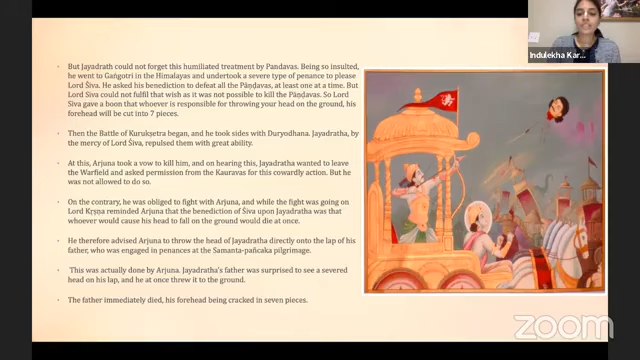 But Jayadrath could not forget this humiliated treatment by Pandavas. Being so insulted,
he went to Gaṅgotri in the Himalayas and undertook a severe type of penance to please
Lord Śiva. He asked his benediction to defeat all the Pāṇḍavas, at least one at a time. But
Lord Siva could not fulfil that wish as it was not possible to kill the Pāṇḍavas. So Lord
Siva gave a boon that whoever is responsible for throwing your head on the ground, his
forehead will be cut into 7 pieces.
Then the Battle of Kurukṣetra began, and he took sides with Duryodhana. Jayadratha, by
the mercy of Lord Śiva, repulsed them with great ability.
At this, Arjuna took a vow to kill him, and on hearing this, Jayadratha wanted to leave
the Warfield and asked permission from the Kauravas for this cowardly action. But he
was not allowed to do so.
On the contrary, he was obliged to fight with Arjuna, and while the fight was going on
Lord Kṛṣṇa reminded Arjuna that the benediction of Śiva upon Jayadratha was that
whoever would cause his head to fall on the ground would die at once.
He therefore advised Arjuna to throw the head of Jayadratha directly onto the lap of his
father, who was engaged in penances at the Samanta-pañcaka pilgrimage.
This was actually done by Arjuna. Jayadratha's father was surprised to see a severed
head on his lap, and he at once threw it to the ground.
The father immediately died, his forehead being cracked in seven pieces.
Indulekha Kar...
zoom